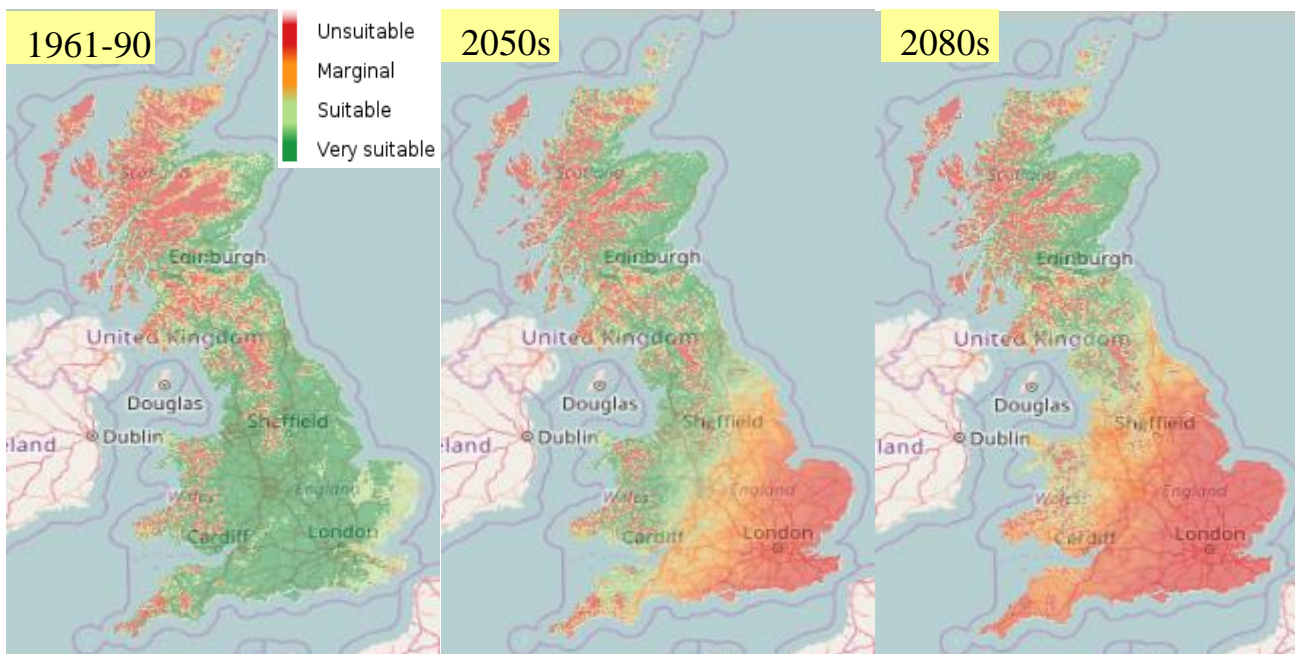 1961-90
Unsuitable
Marginal
Suitable
Very suitable
Scotland
Edinburgh
United Kingdom
Douglas
Dublin
eland
Sheffield
Wales
England
Cardiff
London
2050s
Scotland
Edinburgh
United Kingdom
Douglas
Dublin
land
Sheffield
Wales
England
Cardiff
London
2080s
Scotland
Edinburgh
United Kingdom
Douglas
Dublin
land
Sheffield
Wales
England
Cardiff
London